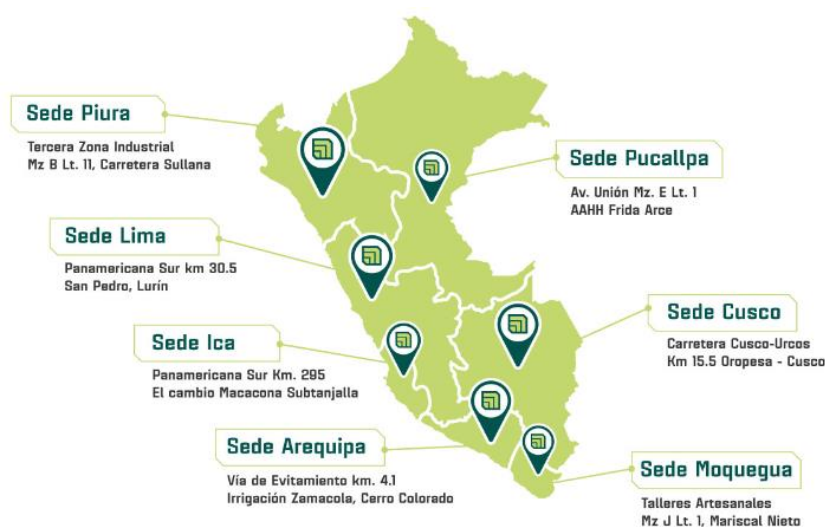 Sede Piura
Tercera Zona Industrial
Mz B Lt. 11, Carretera Sullana
Sede Pucallpa
Av. Unión Mz. E Lt. 1
AAHH Frida Arce
Sede Lima
Panamericana Sur km 30.5
San Pedro, Lurín
Sede Cusco
Carretera Cusco-Urcos
Km 15.5 Oropesa - Cusco
Sede Ica
Panamericana Sur Km. 295
El cambio Macacona Subtanjalla
Sede Arequipa
Vía de Evitamiento km. 4.1
Irrigación Zamacola, Cerro Colorado
Sede Moquegua
Talleres Artesanales
Mz J Lt. 1, Mariscal Nieto